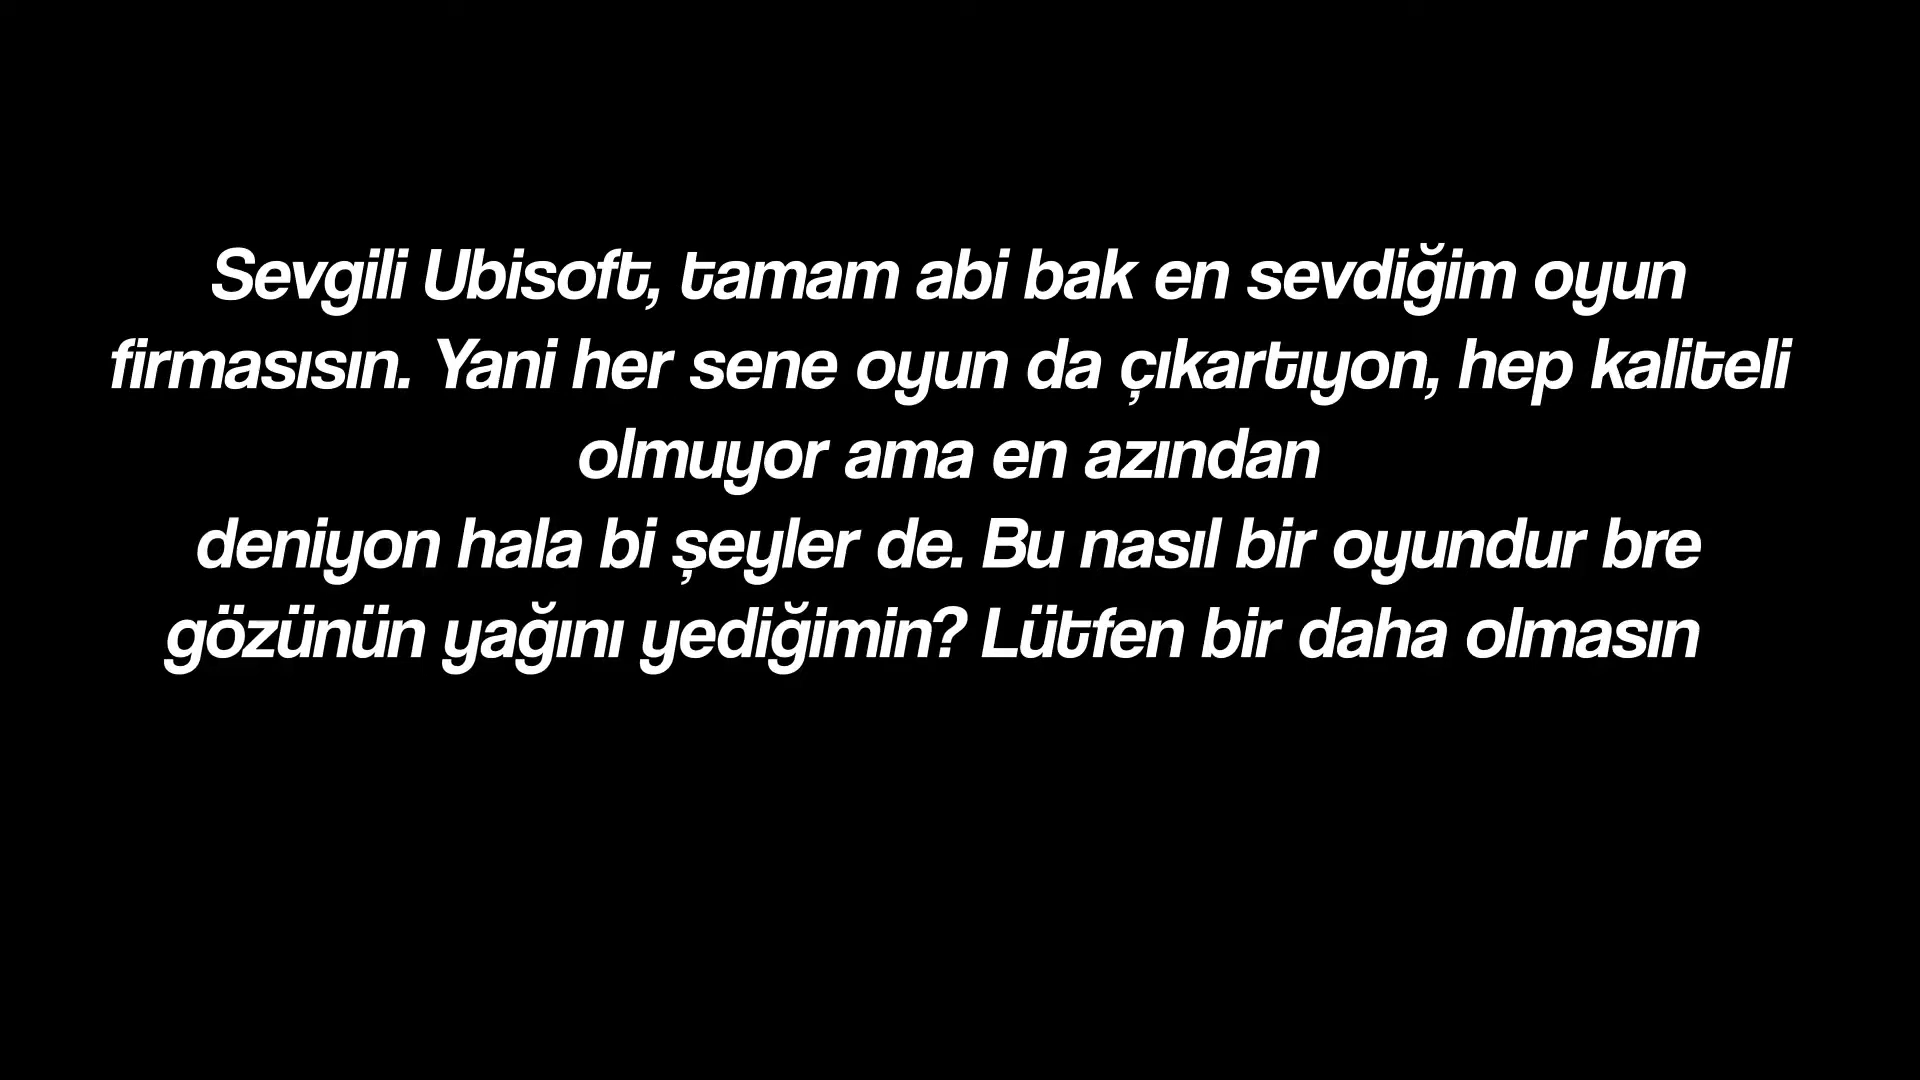 Sevgili Ubisoft, tamam abi bak en sevdiğim oyun
firmasısın. Yani her sene oyun da çıkartıyon, hep kaliteli
olmuyor ama en azından
deniyon hala bi şeyler de. Bu nasıl bir oyundur bre
gözünün yağını yediğimin? Lütfen bir daha olmasın